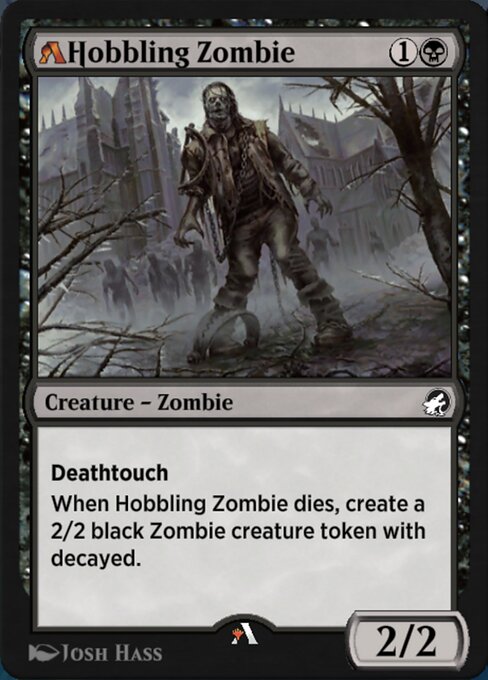 Hobbling Zombie 1
Creature – Zombie
Deathtouch
When Hobbling Zombie dies, create a
2/2 black Zombie creature token with
decayed.
2/2
Josh Hass